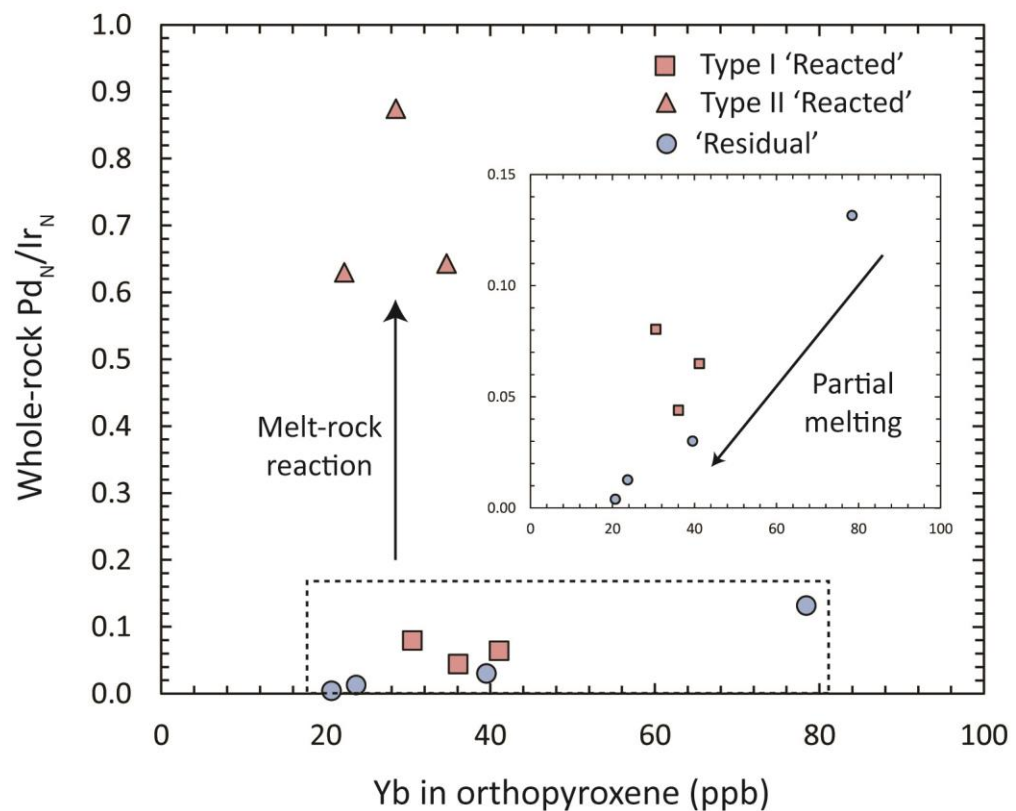 1.0
0.9
0.8
0.7
0.6
0.5
0.4
0.3
0.2
0.1
0.0
Whole-rock Pd_N/Ir_N
Type I ‘Reacted’
Type II ‘Reacted’
‘Residual’
Melt-rock
reaction
0.15
0.10
0.05
0.00
Partial
melting
0 20 40 60 80 100
0 20 40 60 80 100
Yb in orthopyroxene (ppb)